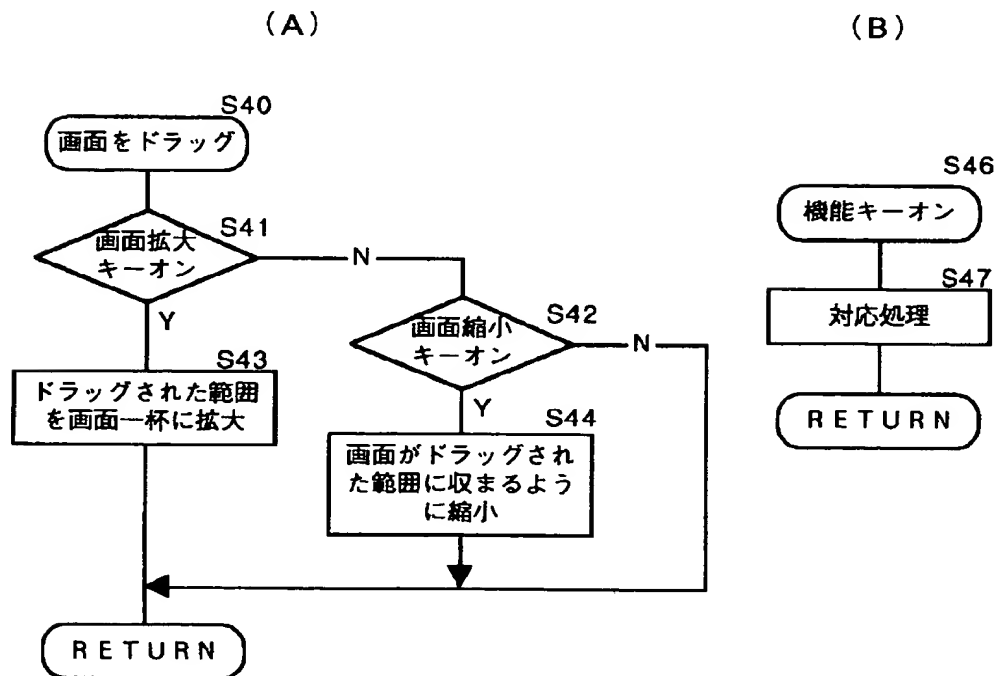 (A)
S40
画面をドラッグ
S41
画面拡大
キーオン
N
Y
S42
画面縮小
キーオン
N
Y
S43
ドラッグされた範囲
を画面一杯に拡大
S44
画面がドラッグされ
た範囲に収まるよう
に縮小
RETURN
(B)
S46
機能キーオン
S47
対応処理
RETURN